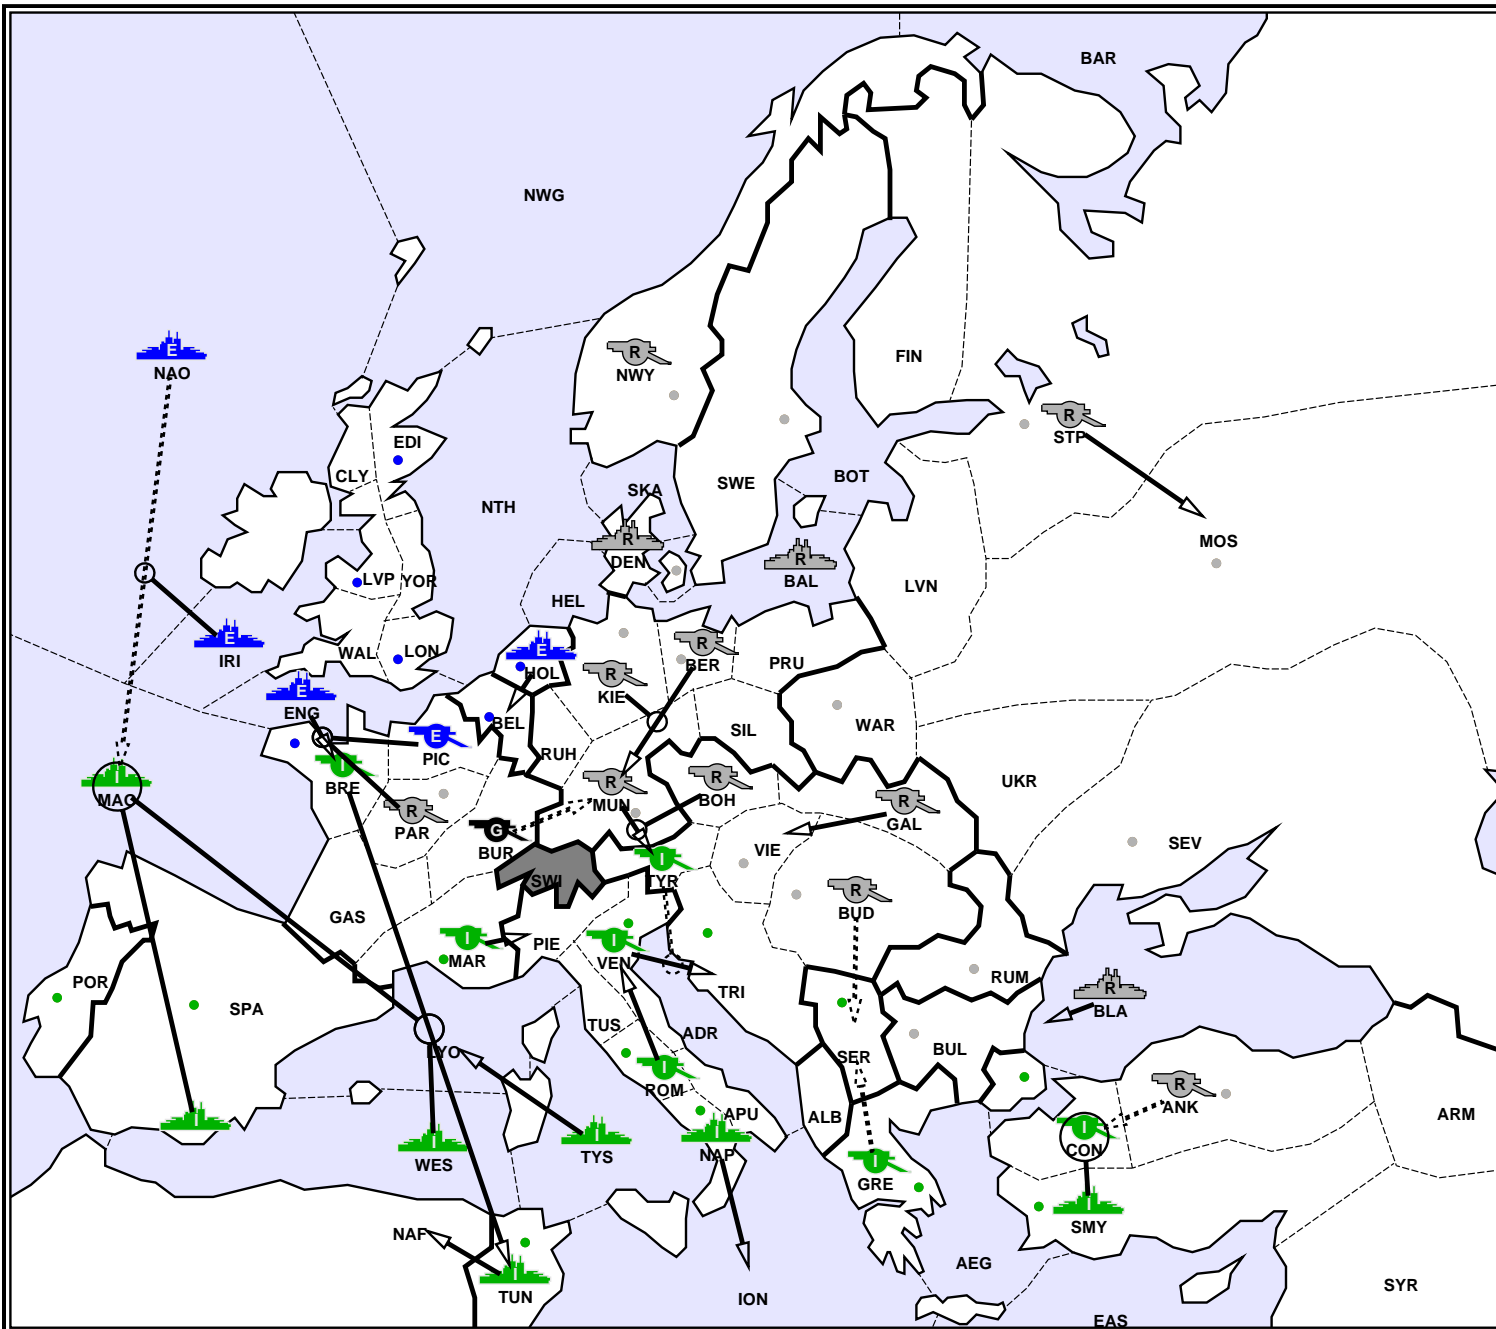 BAR
NWG
E
NAO
R
NWY
FIN
R
STP
EDI
CLY
SKA
SWE
BOT
NTH
R
DEN
R
BAL
MOS
LVP
YOR
LVN
HEL
E
IRI
WAL
LON
E
HOL
R
BER
PRU
R
KIE
E
ENG
BEL
WAR
E
PIC
RUH
SIL
I
MAO
I
BRE
R
MUN
R
BOH
UKR
R
PAR
R
GAL
G
BUR
VIE
SEV
I
TYR
SWI
R
BUD
GAS
I
MAR
PIE
I
VEN
POR
SPA
TRI
RUM
R
BLA
TUS
ADR
LYO
SER
BUL
I
ROM
R
ANK
I
APU
ALB
I
CON
ARM
I
WES
I
TYS
I
NAP
I
GRE
I
SMY
NAF
AEG
I
TUN
ION
SYR
EAS